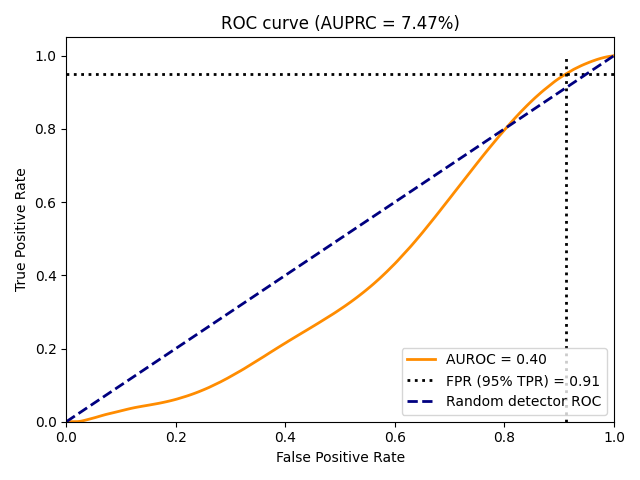 ROC curve (AUPRC = 7.47%)
True Positive Rate
1.0
0.8
0.6
0.4
0.2
0.0
AUROC = 0.40
FPR (95% TPR) = 0.91
Random detector ROC
0.0 0.2 0.4 0.6 0.8 1.0
False Positive Rate